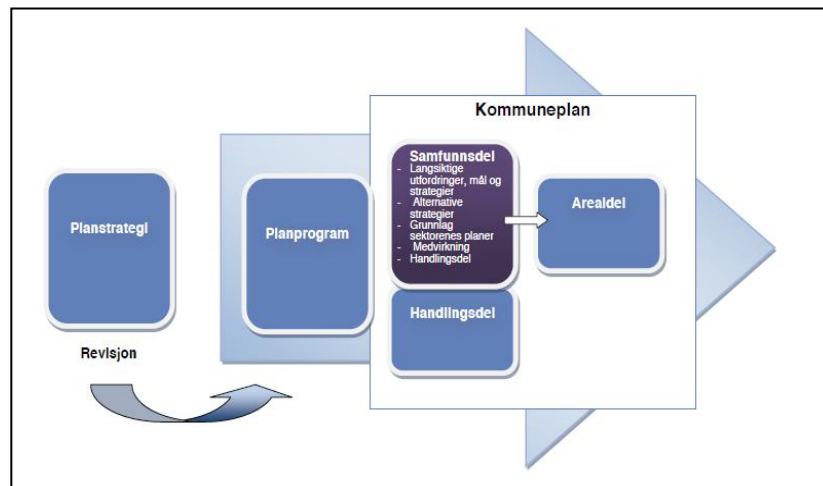 Kommuneplan
Planstrategi
Revisjon
Planprogram
Samfunnsdel
- Langsiktige
utfordringer, mål og
strategier
- Alternative
strategier
- Grunnlag
sektorenes planer
- Medvirkning
- Handlingsdel
Handlingsdel
Arealdel